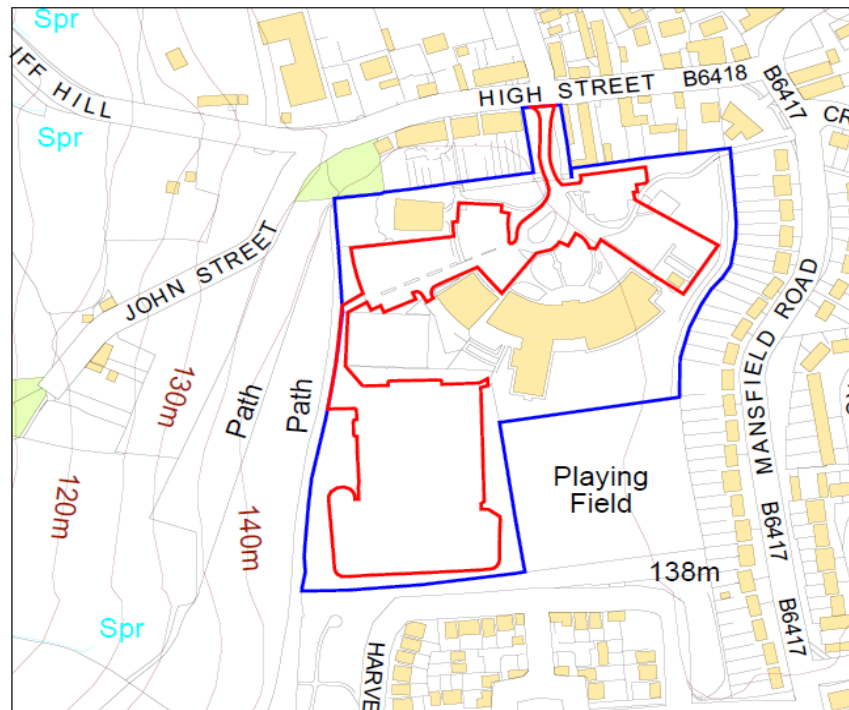 Spr
IFF HILL
HIGH STREET
B6418
B6417
CR
Spr
JOHN STREET
MANSFIELD ROAD
130m
Path
Path
Playing
Field
120m
140m
B6417
138m
Spr
HARVE
B6417